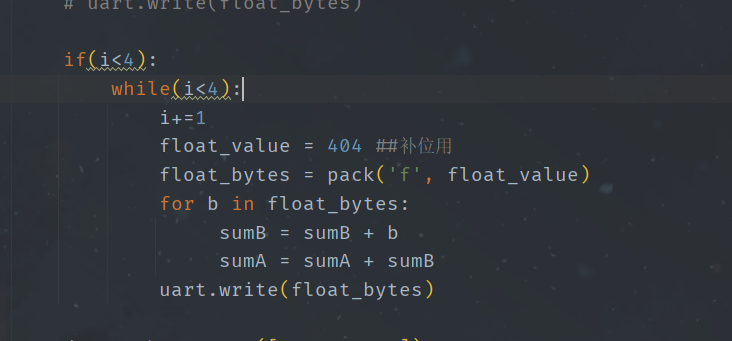 # uart.write(float_bytes)
if(i<4):
while(i<4):
i+=1
float_value = 404 ##补位用
float_bytes = pack('f', float_value)
for b in float_bytes:
sumB = sumB + b
sumA = sumA + sumB
uart.write(float_bytes)